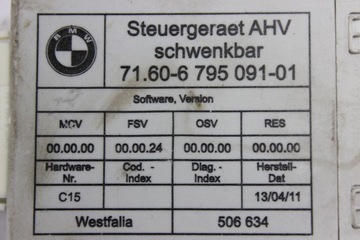 BMW
Steuergeraet AHV
schwenkbar
71.60-6 795 091-01
Software, Version
MCV FSV OSV RES
00.00.00 00.00.24 00.00.00 00.00.00
Hardware- Cod. - Diag. - Herstell-
Nr. Index Index Dat
C15 13/04/11
Westfalia 506 634